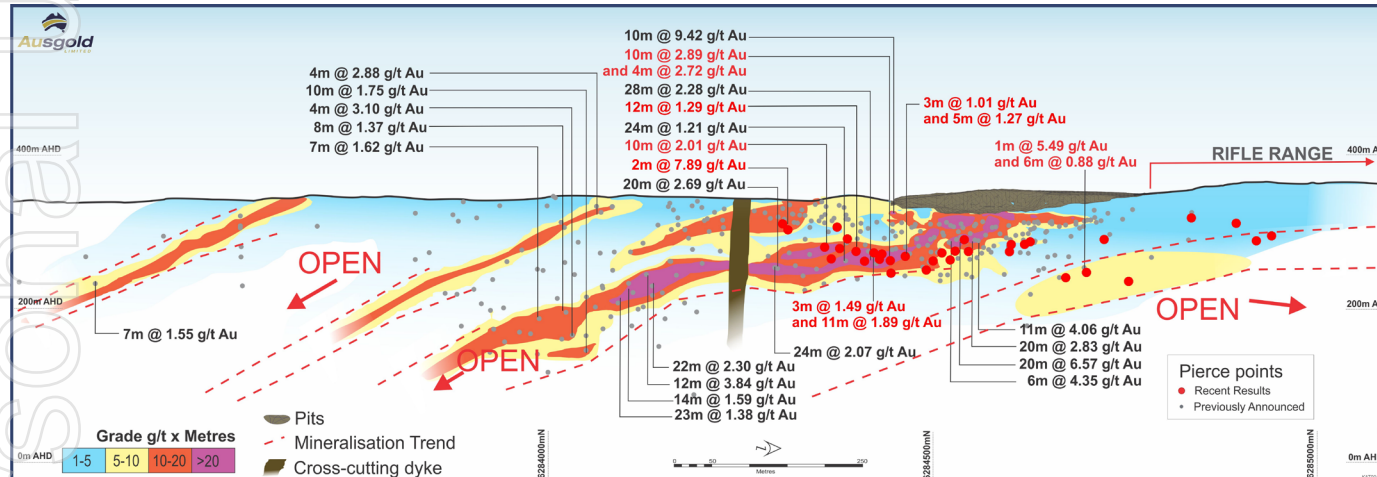 Ausgold
LIMITED
10m @ 9.42 g/t Au
10m @ 2.89 g/t Au
and 4m @ 2.72 g/t Au
28m @ 2.28 g/t Au
12m @ 1.29 g/t Au
24m @ 1.21 g/t Au
10m @ 2.01 g/t Au
2m @ 7.89 g/t Au
20m @ 2.69 g/t Au
4m @ 2.88 g/t Au
10m @ 1.75 g/t Au
4m @ 3.10 g/t Au
8m @ 1.37 g/t Au
7m @ 1.62 g/t Au
3m @ 1.01 g/t Au
and 5m @ 1.27 g/t Au
1m @ 5.49 g/t Au
and 6m @ 0.88 g/t Au
RIFLE RANGE
400m AHD
400m A
OPEN
200m AHD
200m A
7m @ 1.55 g/t Au
OPEN
3m @ 1.49 g/t Au
and 11m @ 1.89 g/t Au
OPEN
24m @ 2.07 g/t Au
11m @ 4.06 g/t Au
20m @ 2.83 g/t Au
20m @ 6.57 g/t Au
6m @ 4.35 g/t Au
22m @ 2.30 g/t Au
12m @ 3.84 g/t Au
14m @ 1.59 g/t Au
23m @ 1.38 g/t Au
Pierce points
Recent Results
Previously Announced
Grade g/t x Metres
0m AHD
1-5
5-10
10-20
>20
Pits
Mineralisation Trend
Cross-cutting dyke
6284000mN
0
50
250
Metres
6284500mN
6285000mN
0m AH
sonal